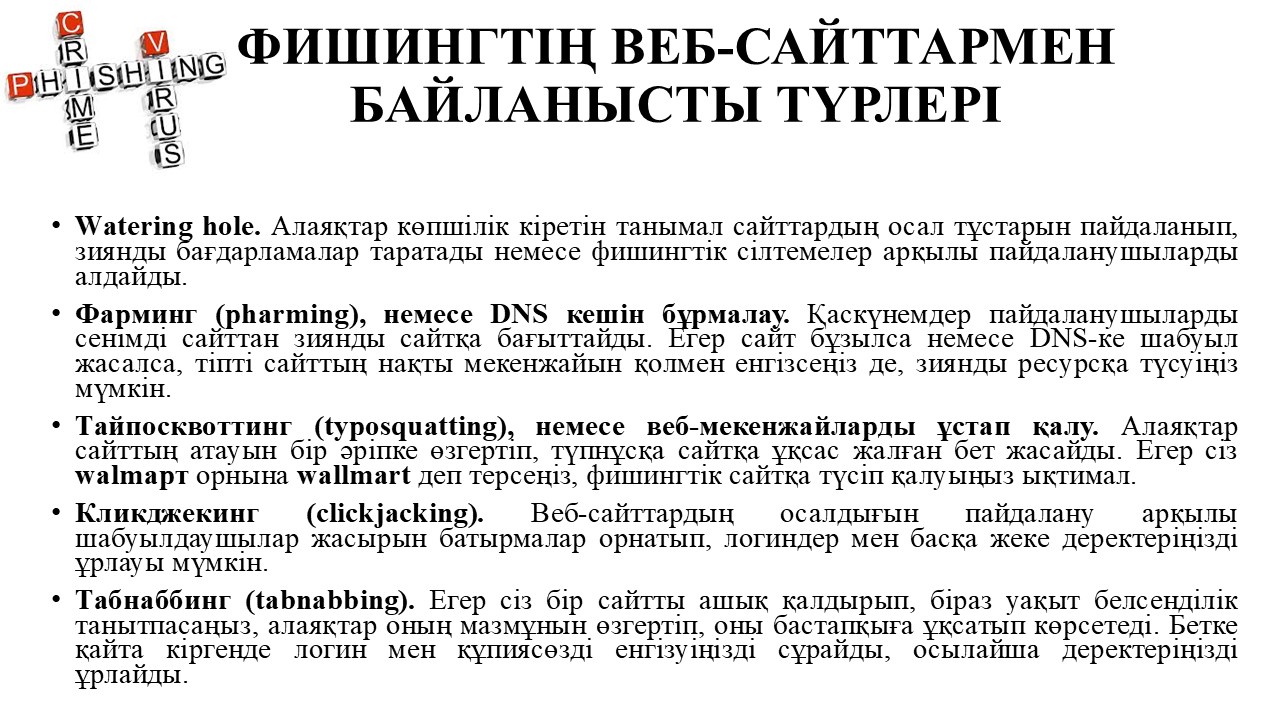 CRIME
PHISHING
VIRUS
ФИШИНГТІҢ ВЕБ-САЙТТАРМЕН
БАЙЛАНЫСТЫ ТҮРЛЕРІ
• Watering hole. Алаяқтар көпшілік кіретін танымал сайттардың осал тұстарын пайдаланып,
зиянды бағдарламалар таратады немесе фишингтік сілтемелер арқылы пайдаланушыларды
алдайды.
• Фарминг (pharming), немесе DNS кешін бұрмалау. Қаскүнемдер пайдаланушыларды
сенімді сайттан зиянды сайтқа бағыттайды. Егер сайт бұзылса немесе DNS-ке шабуыл
жасалса, тіпті сайттың нақты мекенжайын қолмен енгізсеңіз де, зиянды ресурсқа түсуіңіз
мүмкін.
• Тайпосквоттинг (typosquatting), немесе веб-мекенжайларды ұстап қалу. Алаяқтар
сайттың атауын бір әріпке өзгертіп, түпнұсқа сайтқа ұқсас жалған бет жасайды. Егер сіз
walmарт орнына wallmart деп терсеңіз, фишингтік сайтқа түсіп қалуыңыз ықтимал.
• Кликджекинг (clickjacking). Веб-сайттардың осалдығын пайдалану арқылы
шабуылдаушылар жасырын батырмалар орнатып, логиндер мен басқа жеке деректеріңізді
ұрлауы мүмкін.
• Табнаббинг (tabnabbing). Егер сіз бір сайтты ашық қалдырып, біраз уақыт белсенділік
танытпасаңыз, алаяқтар оның мазмұнын өзгертіп, оны бастапқыға ұқсатып көрсетеді. Бетке
қайта кіргенде логин мен құпиясөзді енгізуіңізді сұрайды, осылайша деректеріңізді
ұрлайды.